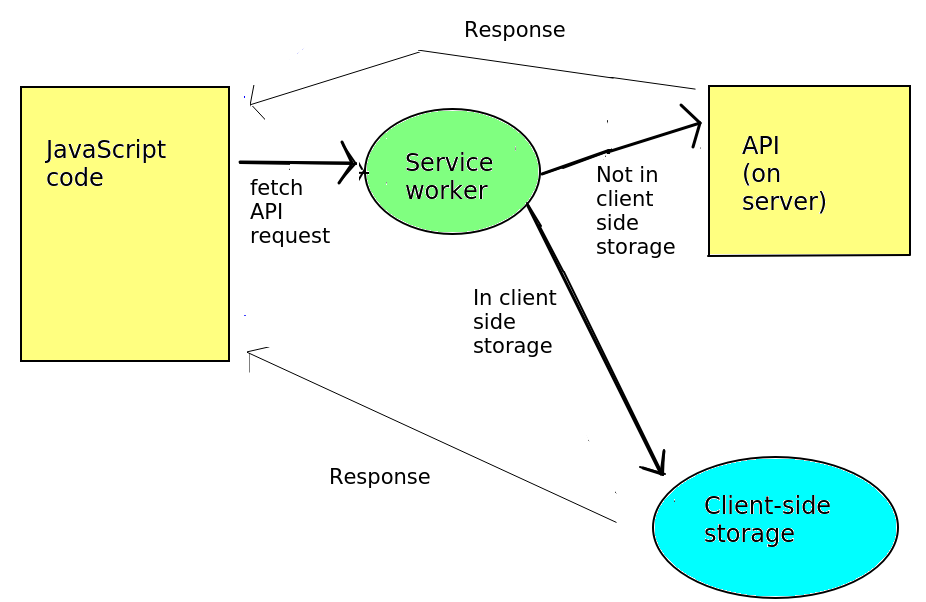 Response
JavaScript
code
fetch
API
request
Service
worker
Not in
client
side
storage
API
(on
server)
In client
side
storage
Response
Client-side
storage